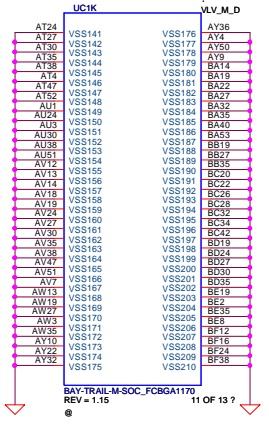 UC1K VLV_M_D
AT24 VSS141 VSS176 AY36
AT27 VSS142 VSS177 AY4
AT30 VSS143 VSS178 AY50
AT35 VSS144 VSS179 AY9
AT38 VSS145 VSS180 BA14
AT4 VSS146 VSS181 BA19
AT47 VSS147 VSS182 BA22
AT52 VSS148 VSS183 BA27
AU1 VSS149 VSS184 BA32
AU24 VSS150 VSS185 BA35
AU3 VSS151 VSS186 BA40
AU30 VSS152 VSS187 BA53
AU38 VSS153 VSS188 BB19
AU51 VSS154 VSS189 BB27
AV12 VSS155 VSS190 BB35
AV13 VSS156 VSS191 BC20
AV14 VSS157 VSS192 BC22
AV18 VSS158 VSS193 BC26
AV19 VSS159 VSS194 BC28
AV24 VSS160 VSS195 BC32
AV27 VSS161 VSS196 BC34
AV30 VSS162 VSS197 BC42
AV35 VSS163 VSS198 BD19
AV38 VSS164 VSS199 BD24
AV47 VSS165 VSS200 BD27
AV51 VSS166 VSS201 BD30
AV7 VSS167 VSS202 BD35
AW13 VSS168 VSS203 BE19
AW19 VSS169 VSS204 BE2
AW27 VSS170 VSS205 BE35
AW3 VSS171 VSS206 BE8
AW35 VSS172 VSS207 BF12
AY10 VSS173 VSS208 BF16
AY22 VSS174 VSS209 BF24
AY32 VSS175 VSS210 BF38
BAY-TRAIL-M-SOC_FCBGA1170
REV = 1.15 11 OF 13 ?
@